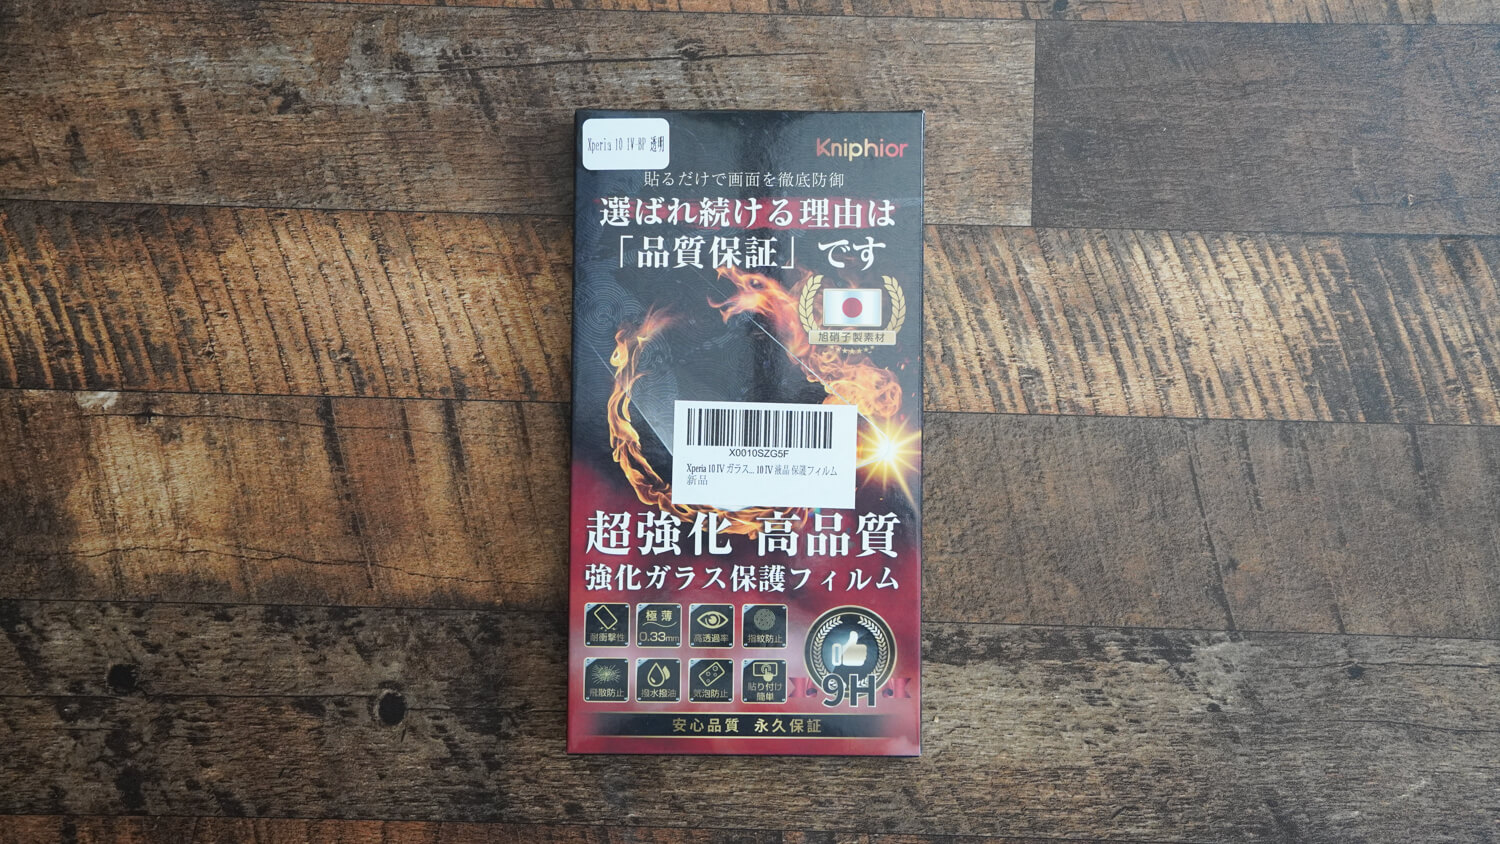 Xperia 10 IV-BP 透明
Kniphior
貼るだけで画面を徹底防御
選ばれ続ける理由は
「品質保証」です
旭硝子製素材
X0010SZG5F
Xperia 10 IV ガラス... 10 IV 液晶 保護フィルム
新品
超強化 高品質
強化ガラス保護フィルム
耐衝撃性
極薄
0.33mm
高透過率
指紋防止
飛散防止
撥水撥油
気泡防止
貼り付け
簡単
9H
安心品質 永久保証